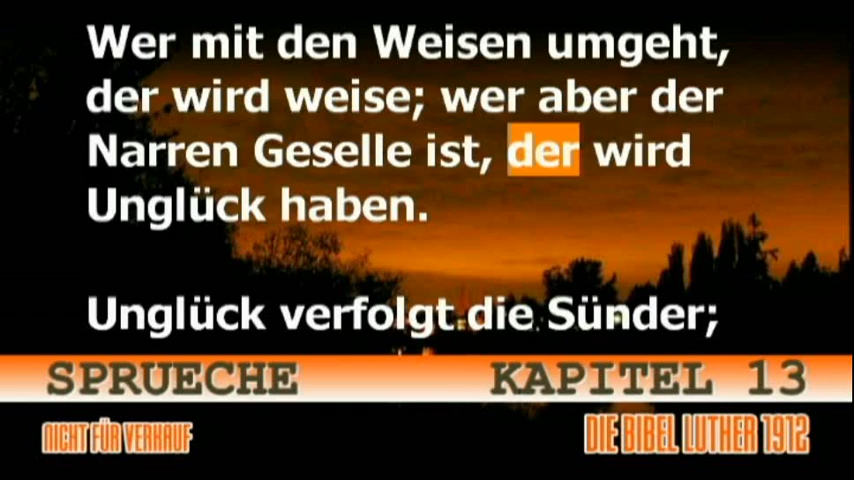 Wer mit den Weisen umgeht,
der wird weise; wer aber der
Narren Geselle ist, der wird
Unglück haben.
Unglück verfolgt die Sünder;
SPRUECHE KAPITEL 13
NICHT FÜR VERKAUF DIE BIBEL LUTHER 1912